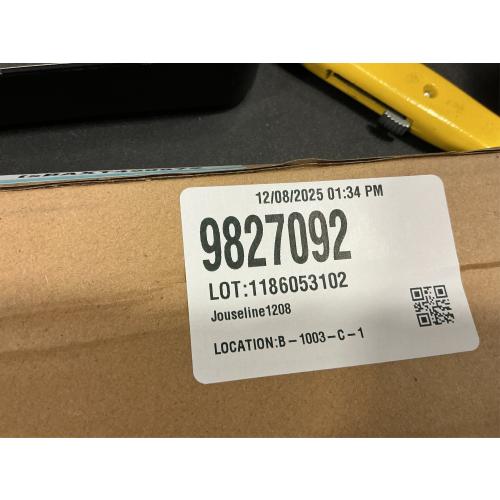 12/08/2025 01:34 PM
9827092
LOT:1186053102
Jouseline1208
LOCATION:B-1003-C-1